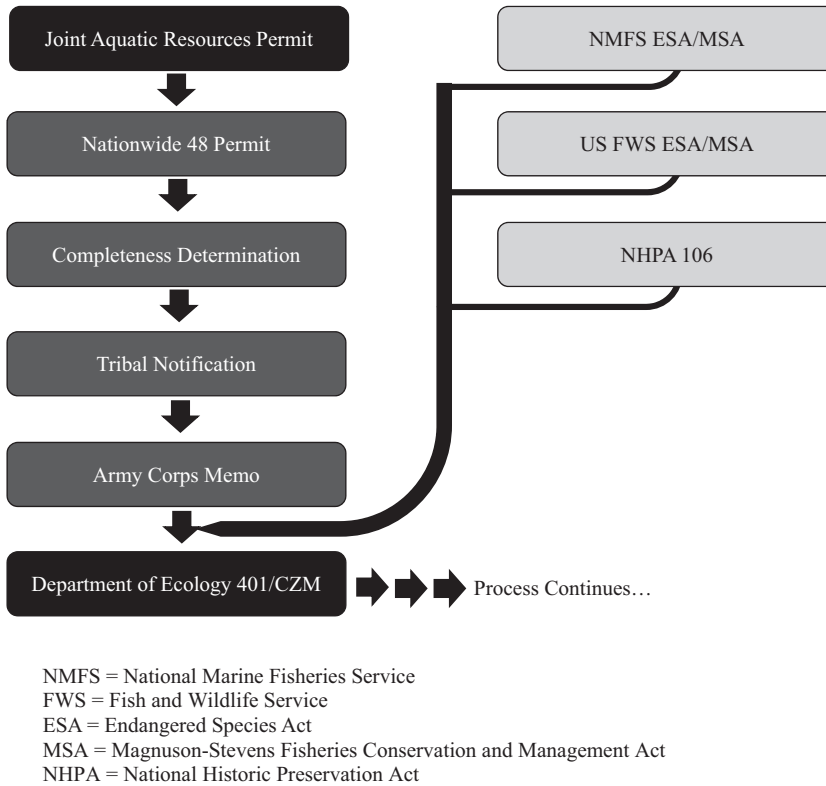 Joint Aquatic Resources Permit
Nationwide 48 Permit
Completeness Determination
Tribal Notification
Army Corps Memo
Department of Ecology 401/CZM
Process Continues…
NMFS ESA/MSA
US FWS ESA/MSA
NHPA 106
NMFS = National Marine Fisheries Service
FWS = Fish and Wildlife Service
ESA = Endangered Species Act
MSA = Magnuson-Stevens Fisheries Conservation and Management Act
NHPA = National Historic Preservation Act